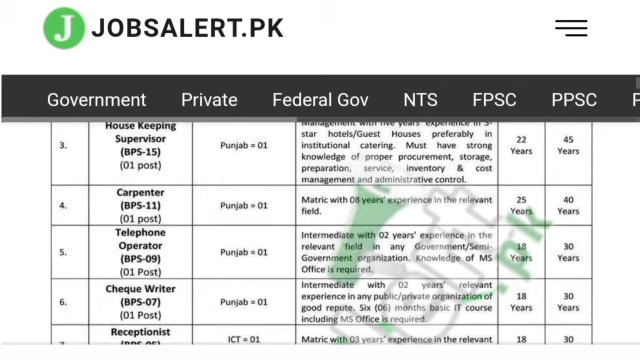 JOBSALERT.PK
Government Private Federal Gov NTS FPSC PPSC
House Keeping
Supervisor
(BPS-15)
(01 post)
3.
Punjab = 01
Management with five years' experience in 3-
star hotels/Guest Houses preferably in
institutional catering. Must have strong
knowledge of proper procurement, storage,
preparation, service, inventory & cost
management and administrative control.
22
Years
45
Years
4.
Carpenter
(BPS-11)
(01 post)
Punjab = 01
Matric with 08 years' experience in the relevant
field.
25
Years
40
Years
5.
Telephone
Operator
(BPS-09)
(01 Post)
Punjab = 01
Intermediate with 02 years' experience in the
relevant field in any Government/Semi-
Government organization. Knowledge of MS
Office is required.
18
Years
30
Years
6.
Cheque Writer
(BPS-07)
(01 Post)
Punjab = 01
Intermediate with 02 years' relevant
experience in any public/private organization of
good repute. Six (06) months basic IT course
including MS Office is required.
18
Years
30
Years
Receptionist
ICT = 01
Matric with 03 years' experience in the relevant
18
30
.pk